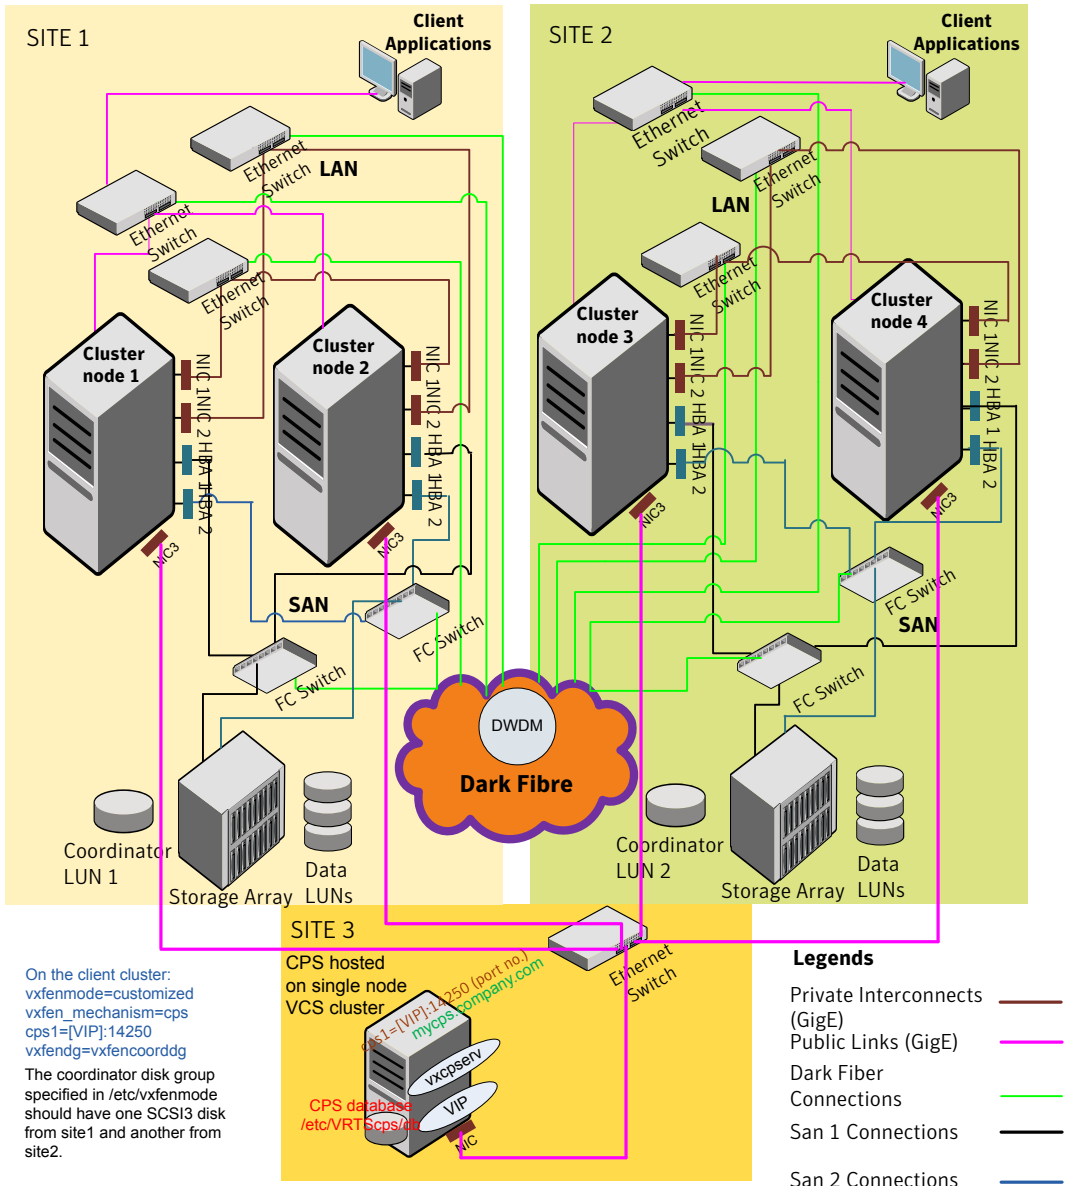 SITE 1
Client
Applications
Ethernet
Switch
LAN
Ethernet
Switch
Ethernet
Switch
Cluster
node 1
NIC 1
NIC 2
HBA 1
HBA 2
NIC3
Cluster
node 2
NIC 1
NIC 2
HBA 1
HBA 2
NIC3
SAN
FC Switch
FC Switch
Coordinator
LUN 1
Storage Array
Data
LUNs
SITE 2
Client
Applications
Ethernet
Switch
Ethernet
Switch
LAN
Ethernet
Switch
Cluster
node 3
NIC 1
NIC 2
HBA 1
HBA 2
NIC3
Cluster
node 4
NIC 1
NIC 2
HBA 1
HBA 2
NIC3
FC Switch
SAN
FC Switch
Coordinator
LUN 2
Storage Array
Data
LUNs
DWDM
Dark Fibre
SITE 3
CPS hosted
on single node
VCS cluster
Ethernet
Switch
cps1=[VIP]:14250 (port no.)
mycps.company.com
vxcpserv
VIP
CPS database
/etc/VRTScps/db
NIC
On the client cluster:
vxfenmode=customized
vxfen_mechanism=cps
cps1=[VIP]:14250
vxfendg=vxfencoorddg
The coordinator disk group
specified in /etc/vxfenmode
should have one SCSI3 disk
from site1 and another from
site2.
Legends
Private Interconnects
(GigE)
Public Links (GigE)
Dark Fiber
Connections
San 1 Connections
San 2 Connections